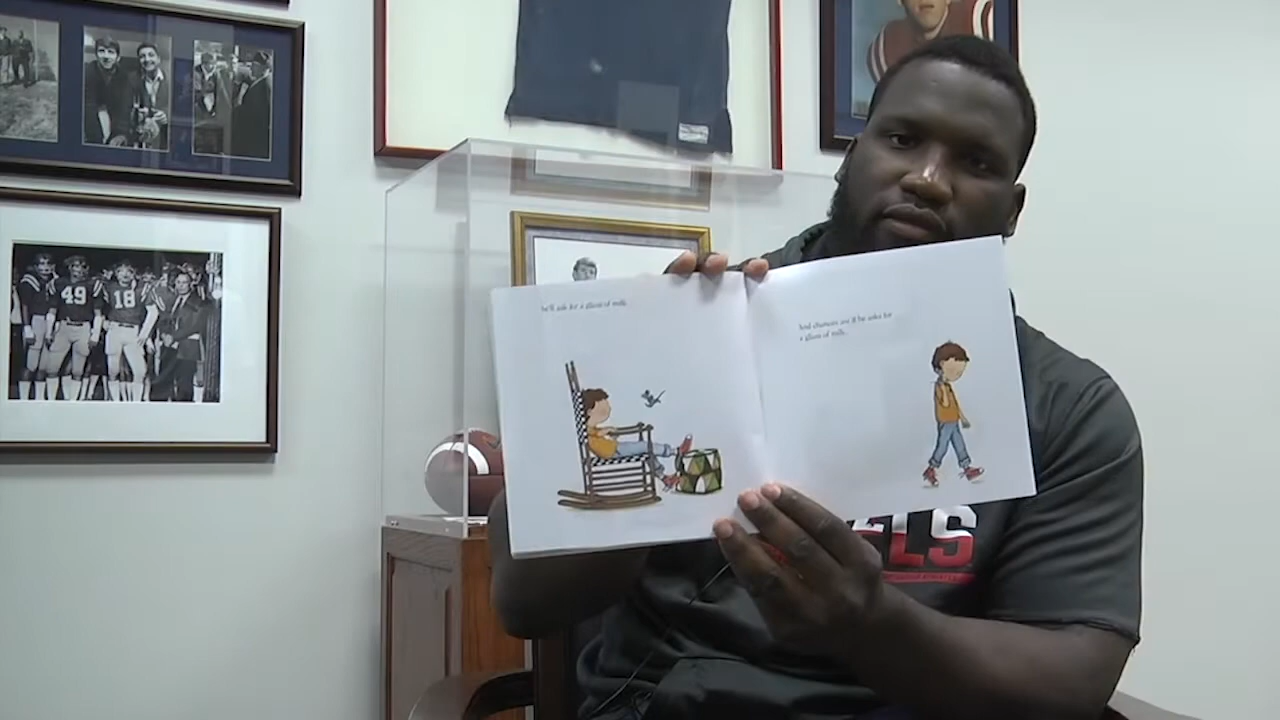 he'll ask for a glass of milk.
And chances are if he asks for
a glass of milk,
49
18
ELS